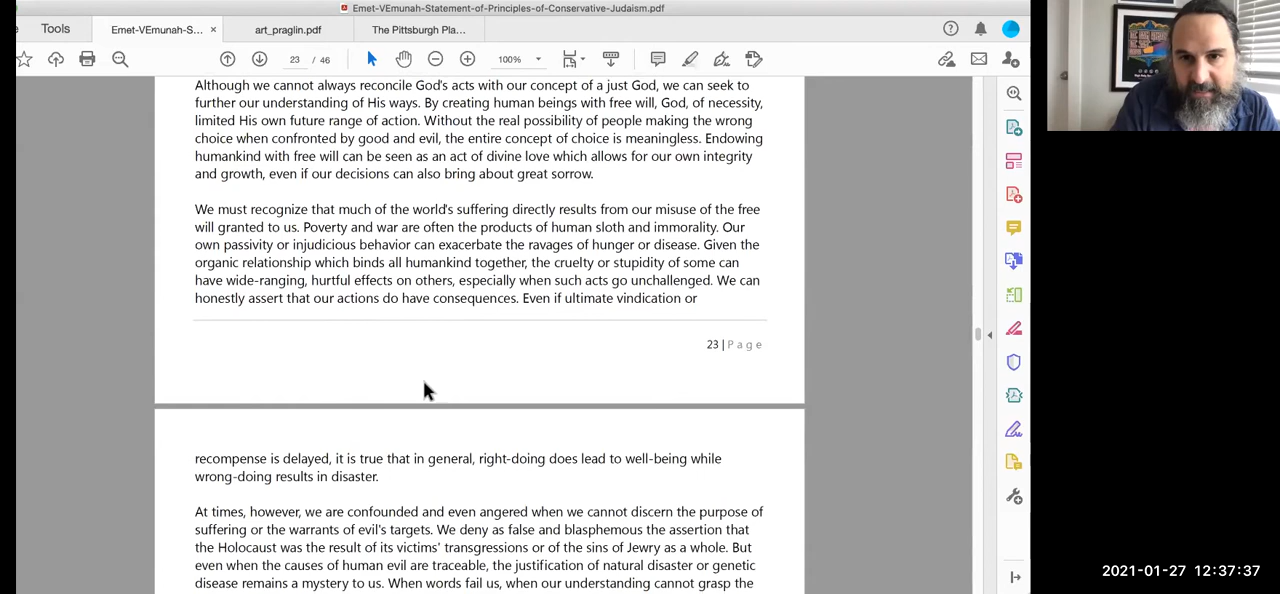 Emet-VEmunah-Statement-of-Principles-of-Conservative-Judaism.pdf
Tools
Emet-VEmunah-S... ×
art_praglin.pdf
The Pittsburgh Pla...
23 / 46
100%
Although we cannot always reconcile God's acts with our concept of a just God, we can seek to
further our understanding of His ways. By creating human beings with free will, God, of necessity,
limited His own future range of action. Without the real possibility of people making the wrong
choice when confronted by good and evil, the entire concept of choice is meaningless. Endowing
humankind with free will can be seen as an act of divine love which allows for our own integrity
and growth, even if our decisions can also bring about great sorrow.
We must recognize that much of the world's suffering directly results from our misuse of the free
will granted to us. Poverty and war are often the products of human sloth and immorality. Our
own passivity or injudicious behavior can exacerbate the ravages of hunger or disease. Given the
organic relationship which binds all humankind together, the cruelty or stupidity of some can
have wide-ranging, hurtful effects on others, especially when such acts go unchallenged. We can
honestly assert that our actions do have consequences. Even if ultimate vindication or
23 | P a g e
recompense is delayed, it is true that in general, right-doing does lead to well-being while
wrong-doing results in disaster.
At times, however, we are confounded and even angered when we cannot discern the purpose of
suffering or the warrants of evil's targets. We deny as false and blasphemous the assertion that
the Holocaust was the result of its victims' transgressions or of the sins of Jewry as a whole. But
even when the causes of human evil are traceable, the justification of natural disaster or genetic
disease remains a mystery to us. When words fail us, when our understanding cannot grasp the
2021-01-27 12:37:37